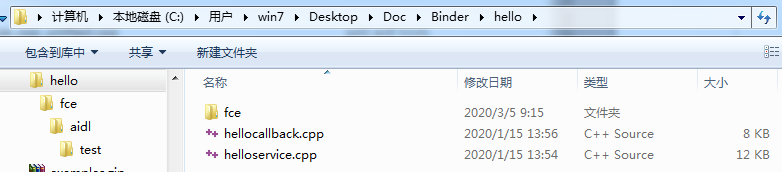 计算机 ▸ 本地磁盘 (C:) ▸ 用户 ▸ win7 ▸ Desktop ▸ Doc ▸ Binder ▸ hello ▸
包含到库中 共享 新建文件夹
hello
fce
aidl
test
名称 修改日期 类型 大小
fce 2020/3/5 9:15 文件夹
hellocallback.cpp 2020/1/15 13:56 C++ Source 8 KB
helloservice.cpp 2020/1/15 13:54 C++ Source 12 KB